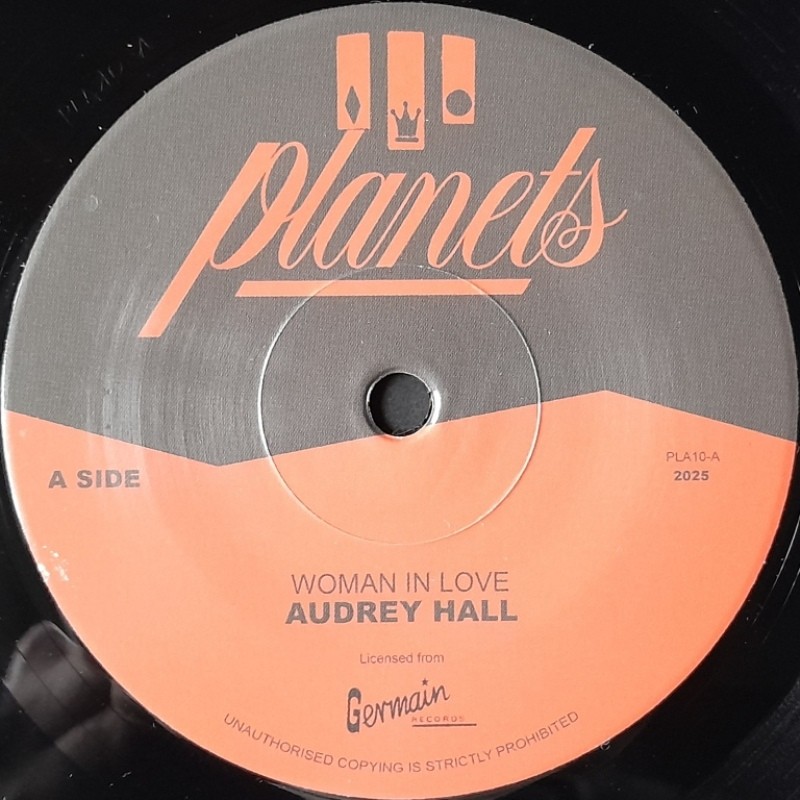 planets
A SIDE
PLA10-A
2025
WOMAN IN LOVE
AUDREY HALL
Licensed from
Germain
RECORDS
UNAUTHORISED COPYING IS STRICTLY PROHIBITED